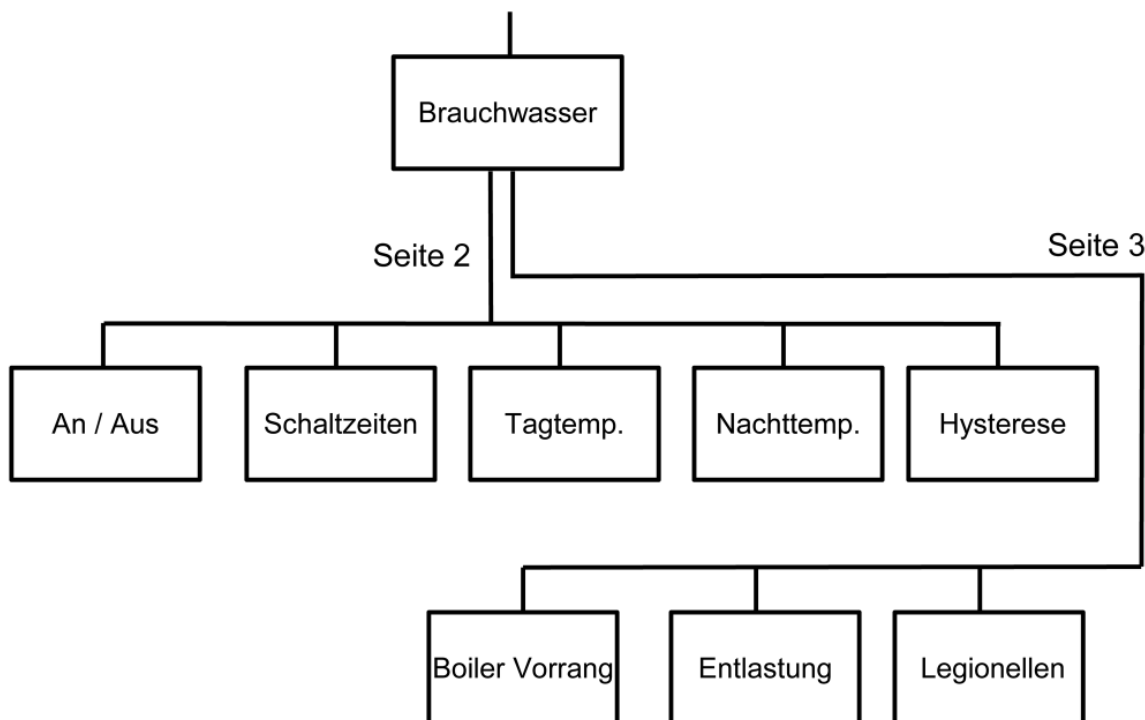 Brauchwasser
Seite 2
Seite 3
An / Aus
Schaltzeiten
Tagtemp.
Nachttemp.
Hysterese
Boiler Vorrang
Entlastung
Legionellen